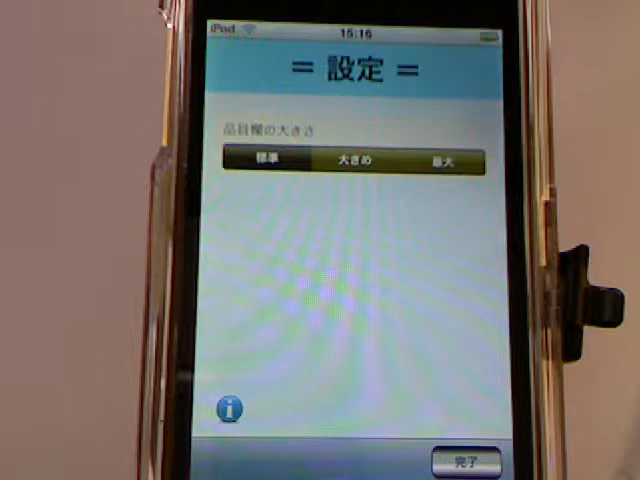 iPod 15:16
= 設定 =
品目欄の大きさ
標準 大きめ 最大
i
完了